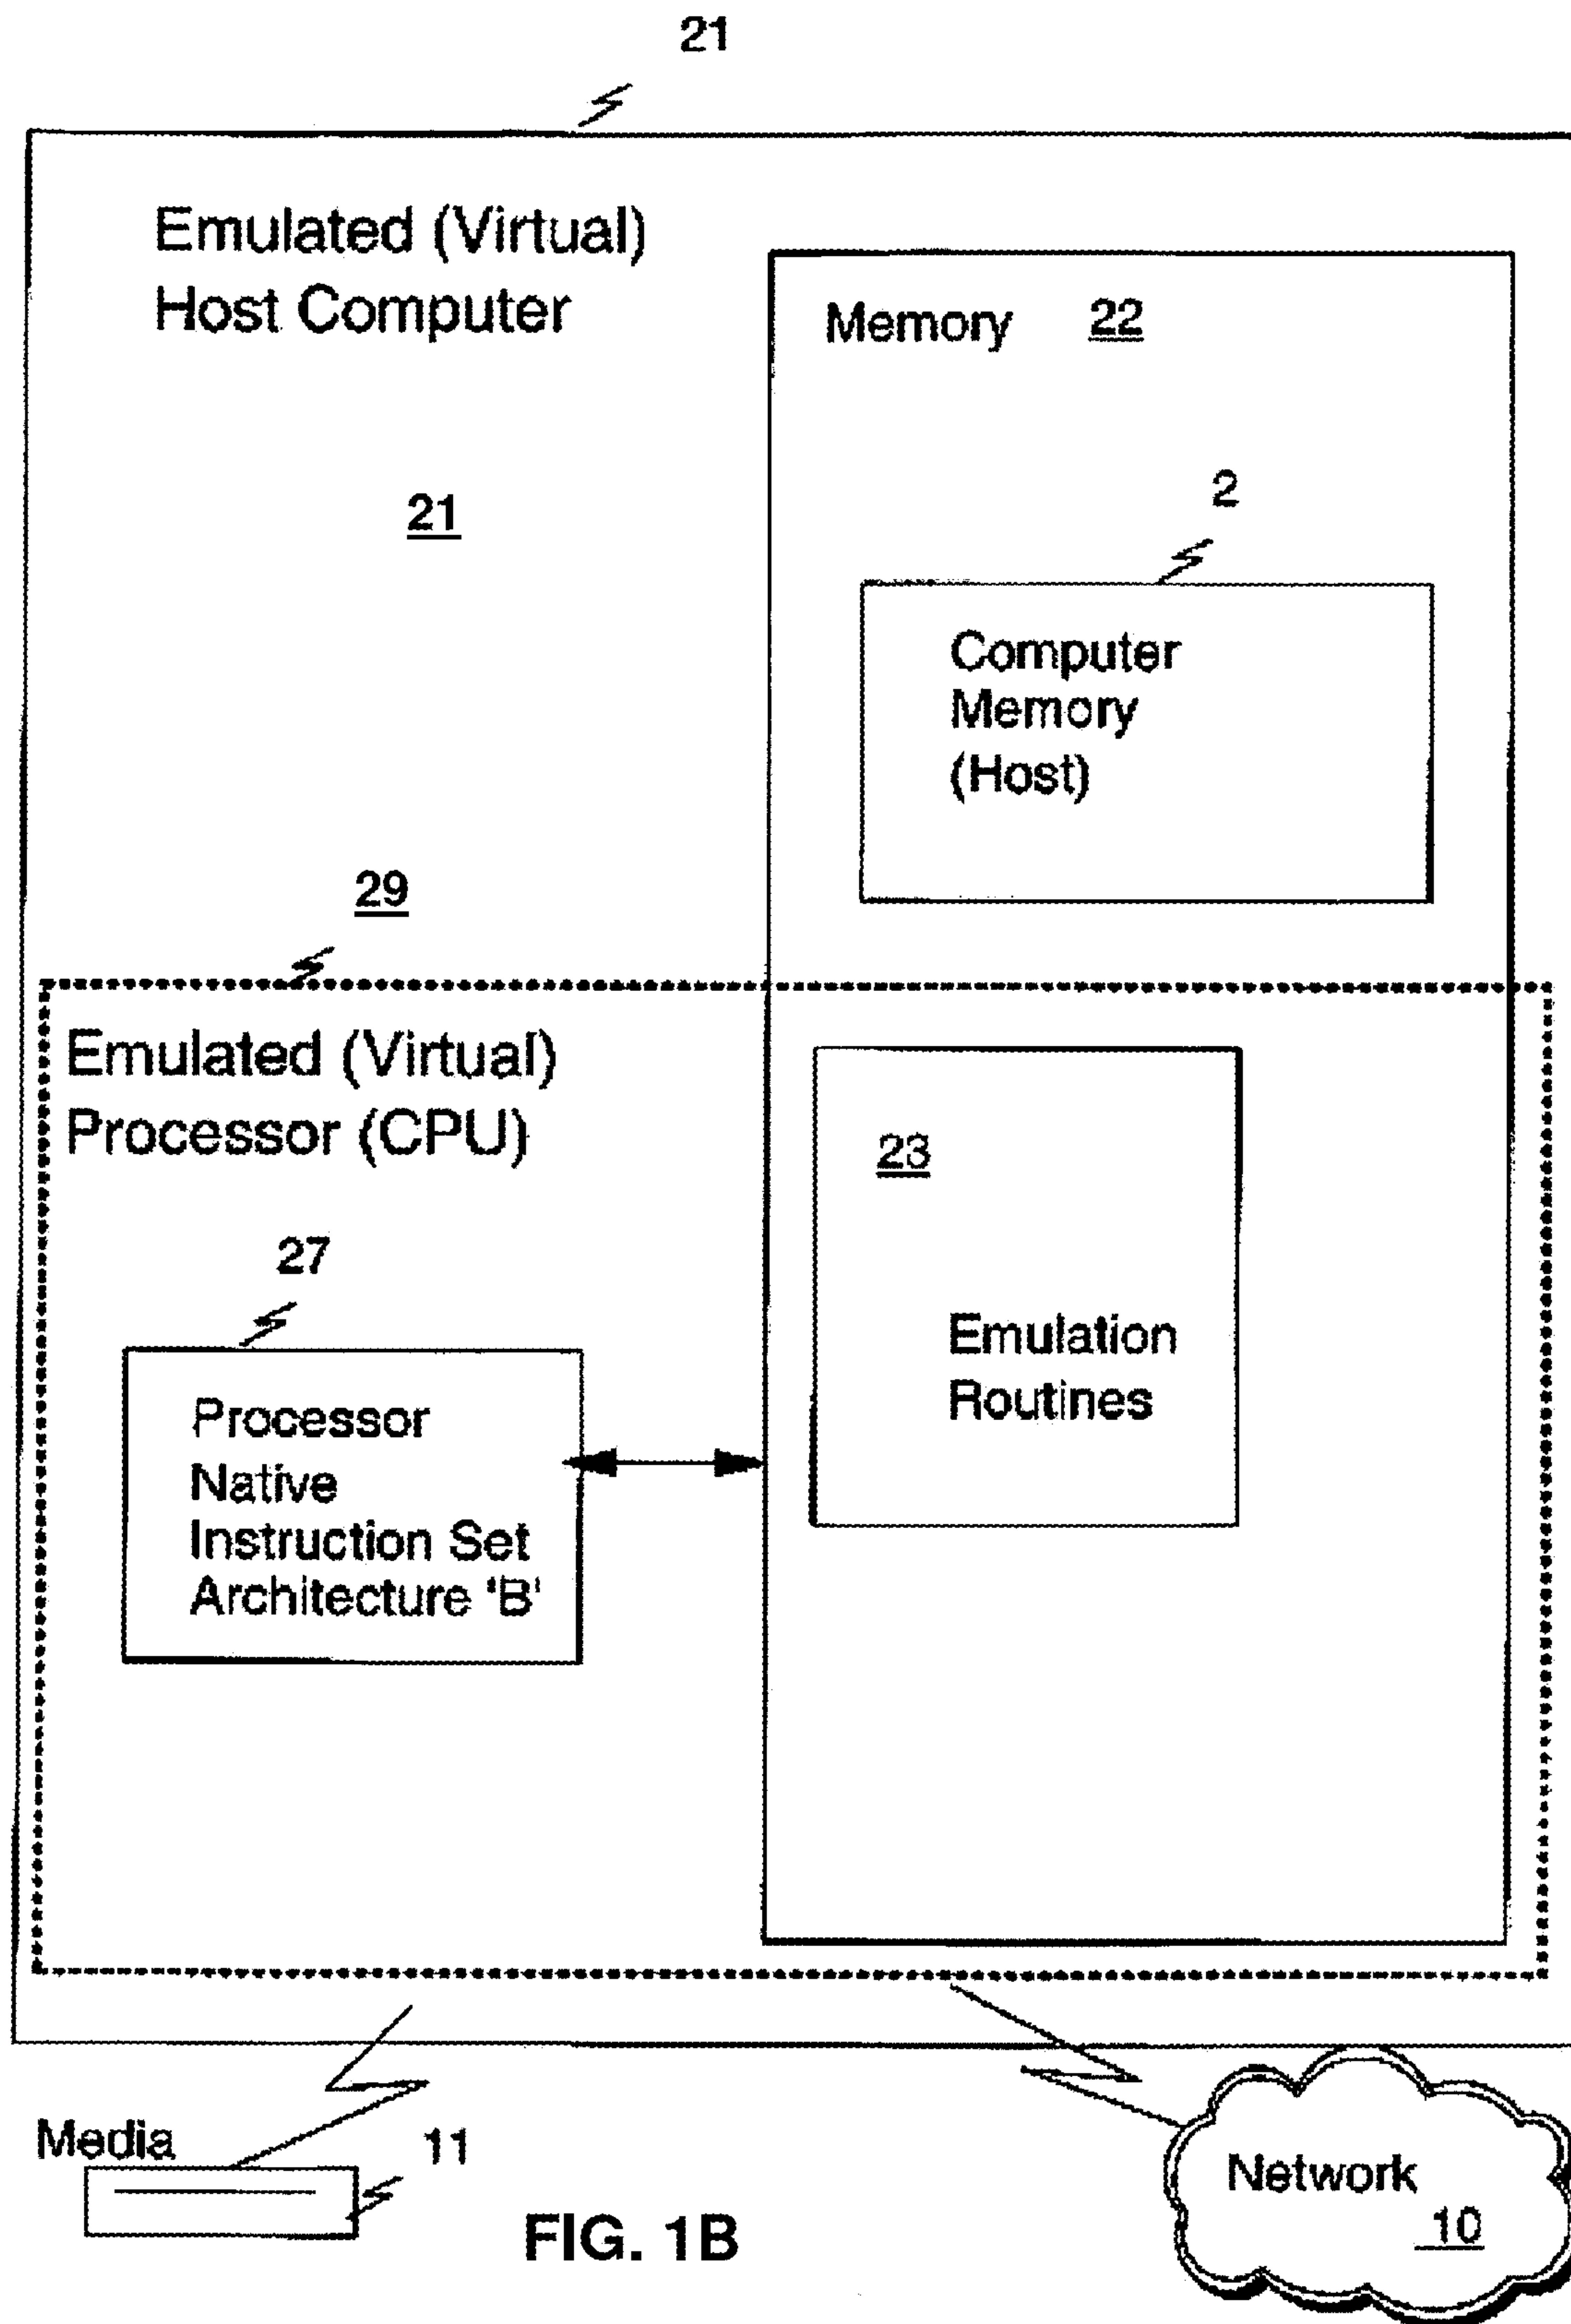 21
Emulated (Virtual)
Host Computer
21
Memory 22
2
Computer
Memory
(Host)
29
Emulated (Virtual)
Processor (CPU)
27
Processor
Native
Instruction Set
Architecture 'B'
23
Emulation
Routines
Media
11
Network
10
FIG. 1B